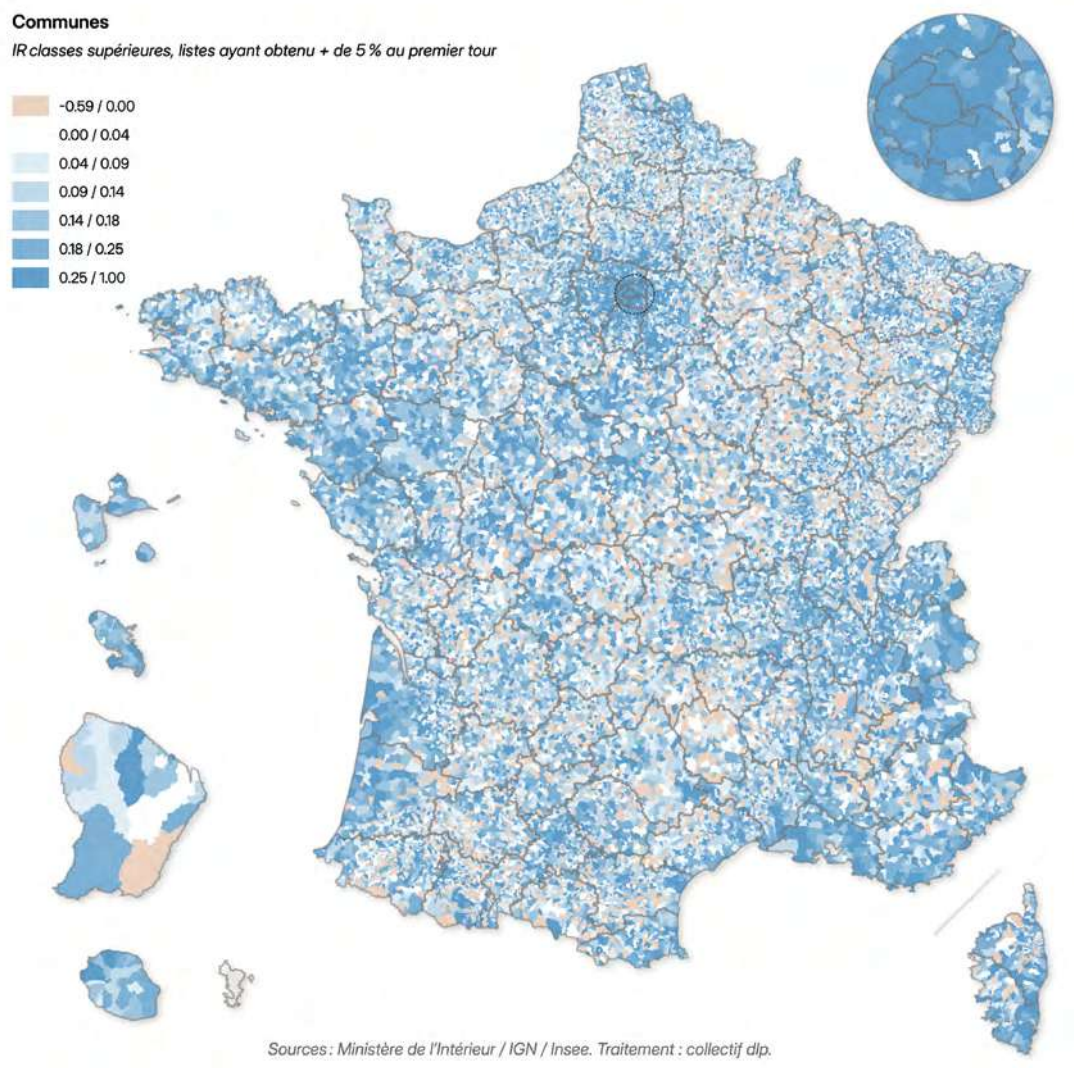 Communes
IR classes supérieures, listes ayant obtenu + de 5 % au premier tour
-0.59 / 0.00
0.00 / 0.04
0.04 / 0.09
0.09 / 0.14
0.14 / 0.18
0.18 / 0.25
0.25 / 1.00
Sources : Ministère de l'Intérieur / IGN / Insee. Traitement : collectif dlp.